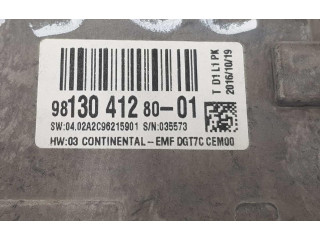 T D1 L1 PK
2016/10/19
98130 412 80-01
SW:04.02A2C96215901 S/N:035573
HW:03 CONTINENTAL-EMF DGT7C CEM00